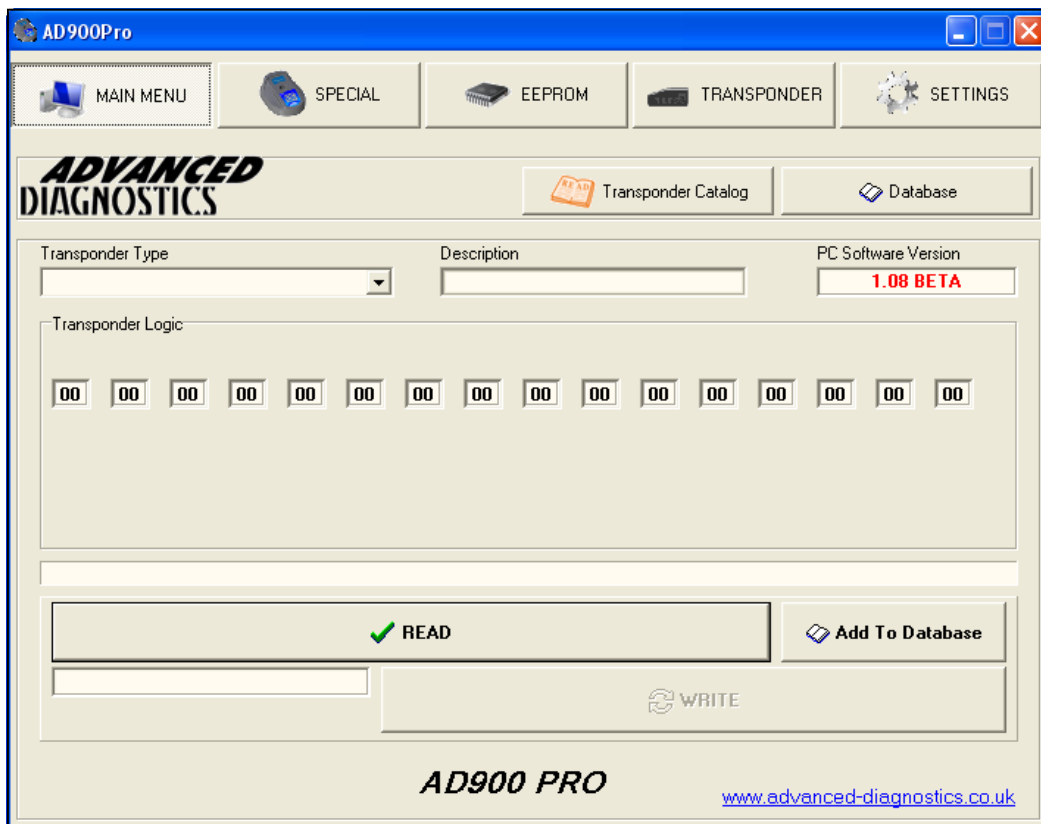 AD900Pro
MAIN MENU SPECIAL EEPROM TRANSPONDER SETTINGS
ADVANCED
DIAGNOSTICS
READ
Transponder Catalog Database
Transponder Type Description PC Software Version
1.08 BETA
Transponder Logic
00 00 00 00 00 00 00 00 00 00 00 00 00 00 00 00
READ Add To Database
WRITE
AD900 PRO
www.advanced-diagnostics.co.uk